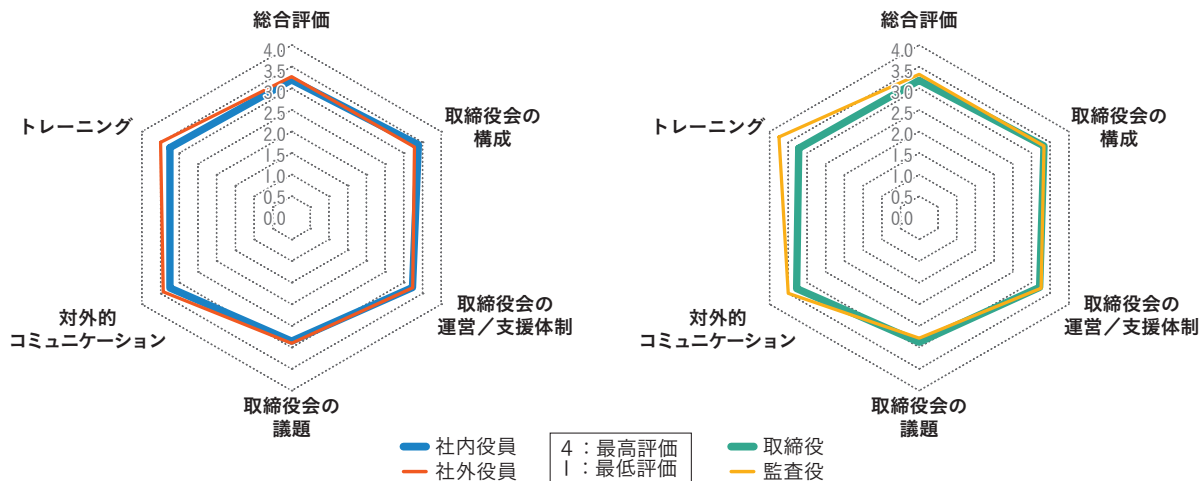 総合評価
4.0
3.5
3.0
2.5
2.0
1.5
1.0
0.5
0.0
取締役会の
構成
取締役会の
運営／支援体制
取締役会の
議題
対外的
コミュニケーション
トレーニング
総合評価
4.0
3.5
3.0
2.5
2.0
1.5
1.0
0.5
0.0
取締役会の
構成
取締役会の
運営／支援体制
取締役会の
議題
対外的
コミュニケーション
トレーニング
社内役員
社外役員
4：最高評価
1：最低評価
取締役
監査役